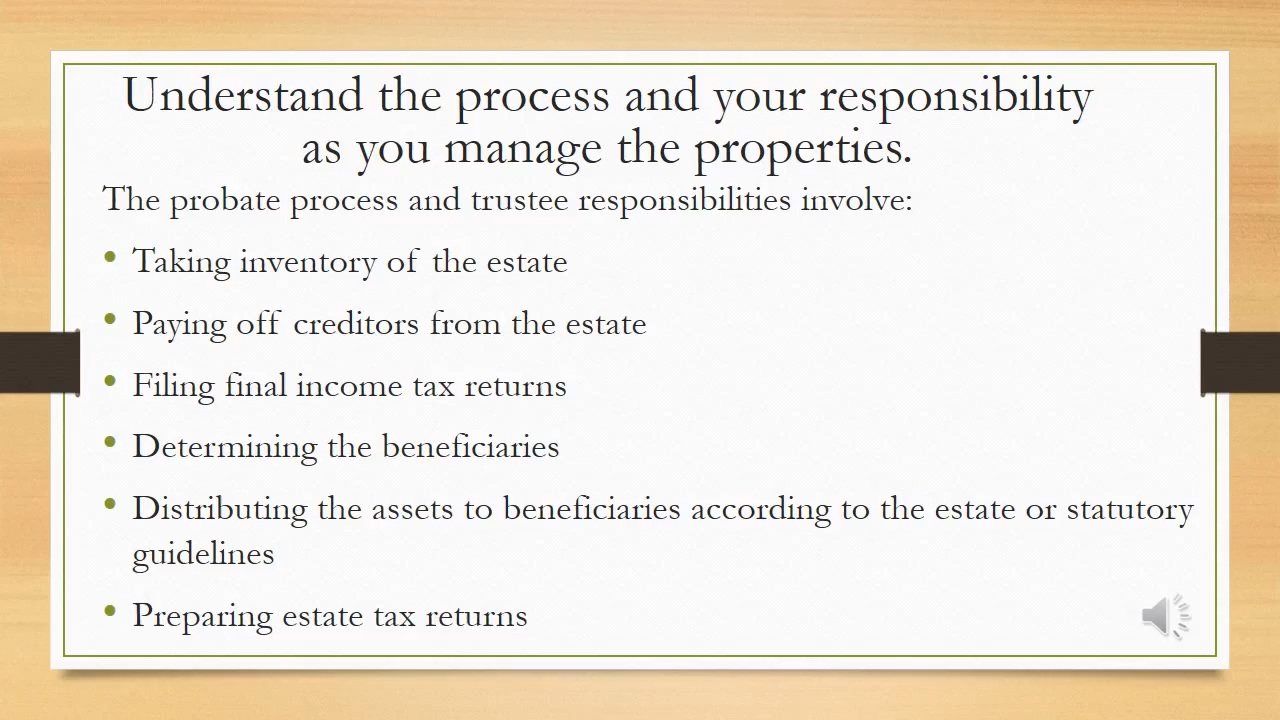 Understand the process and your responsibility
as you manage the properties.
The probate process and trustee responsibilities involve:
• Taking inventory of the estate
• Paying off creditors from the estate
• Filing final income tax returns
• Determining the beneficiaries
• Distributing the assets to beneficiaries according to the estate or statutory
guidelines
• Preparing estate tax returns